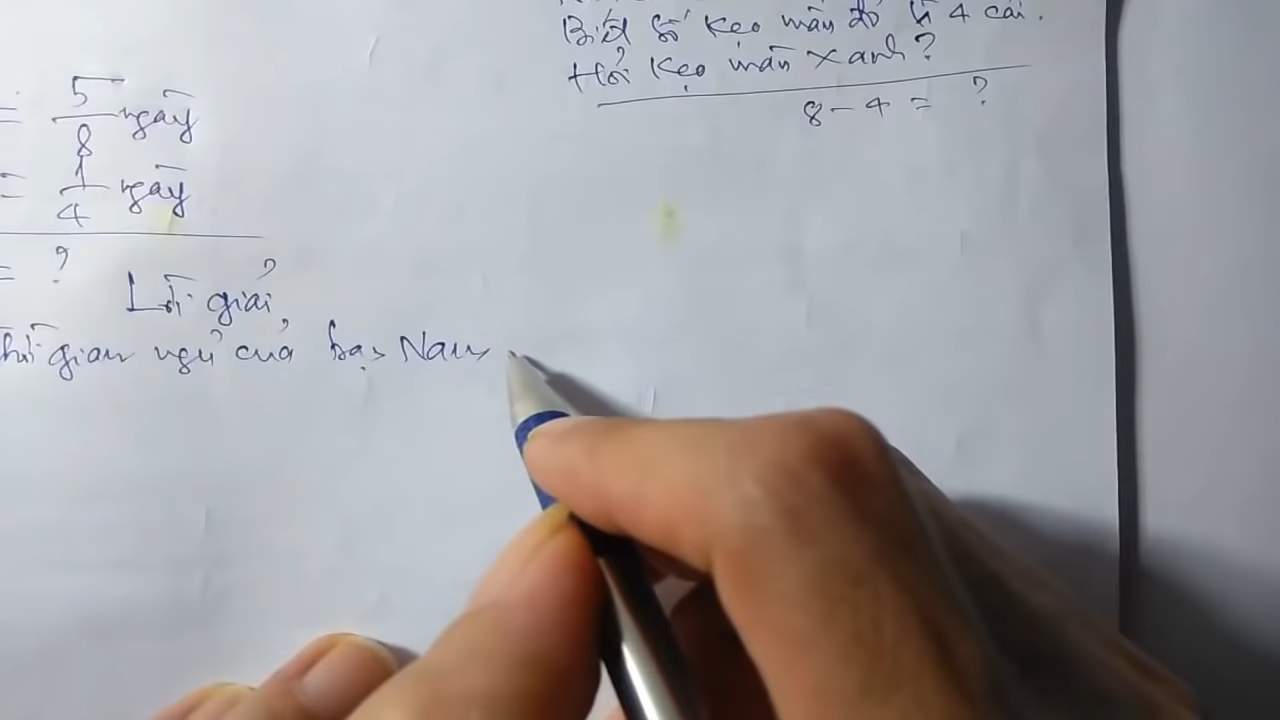 Biết số kẹo màu đỏ là 4 cái.
Hỏi kẹo màu xanh?
8 - 4 = ?
= 5/8 ngày
= 1/4 ngày
= ?
Lời giải
thời gian ngủ của bạn Nam